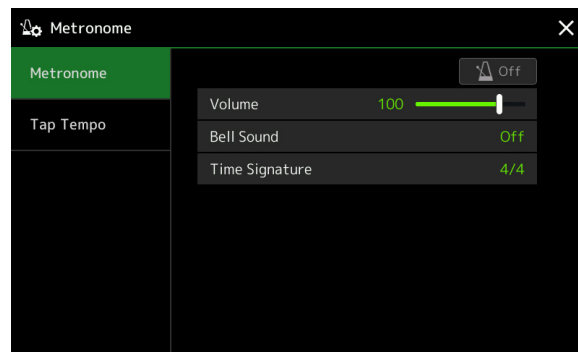 Metronome
Metronome
Off
Volume 100
Tap Tempo
Bell Sound Off
Time Signature 4/4